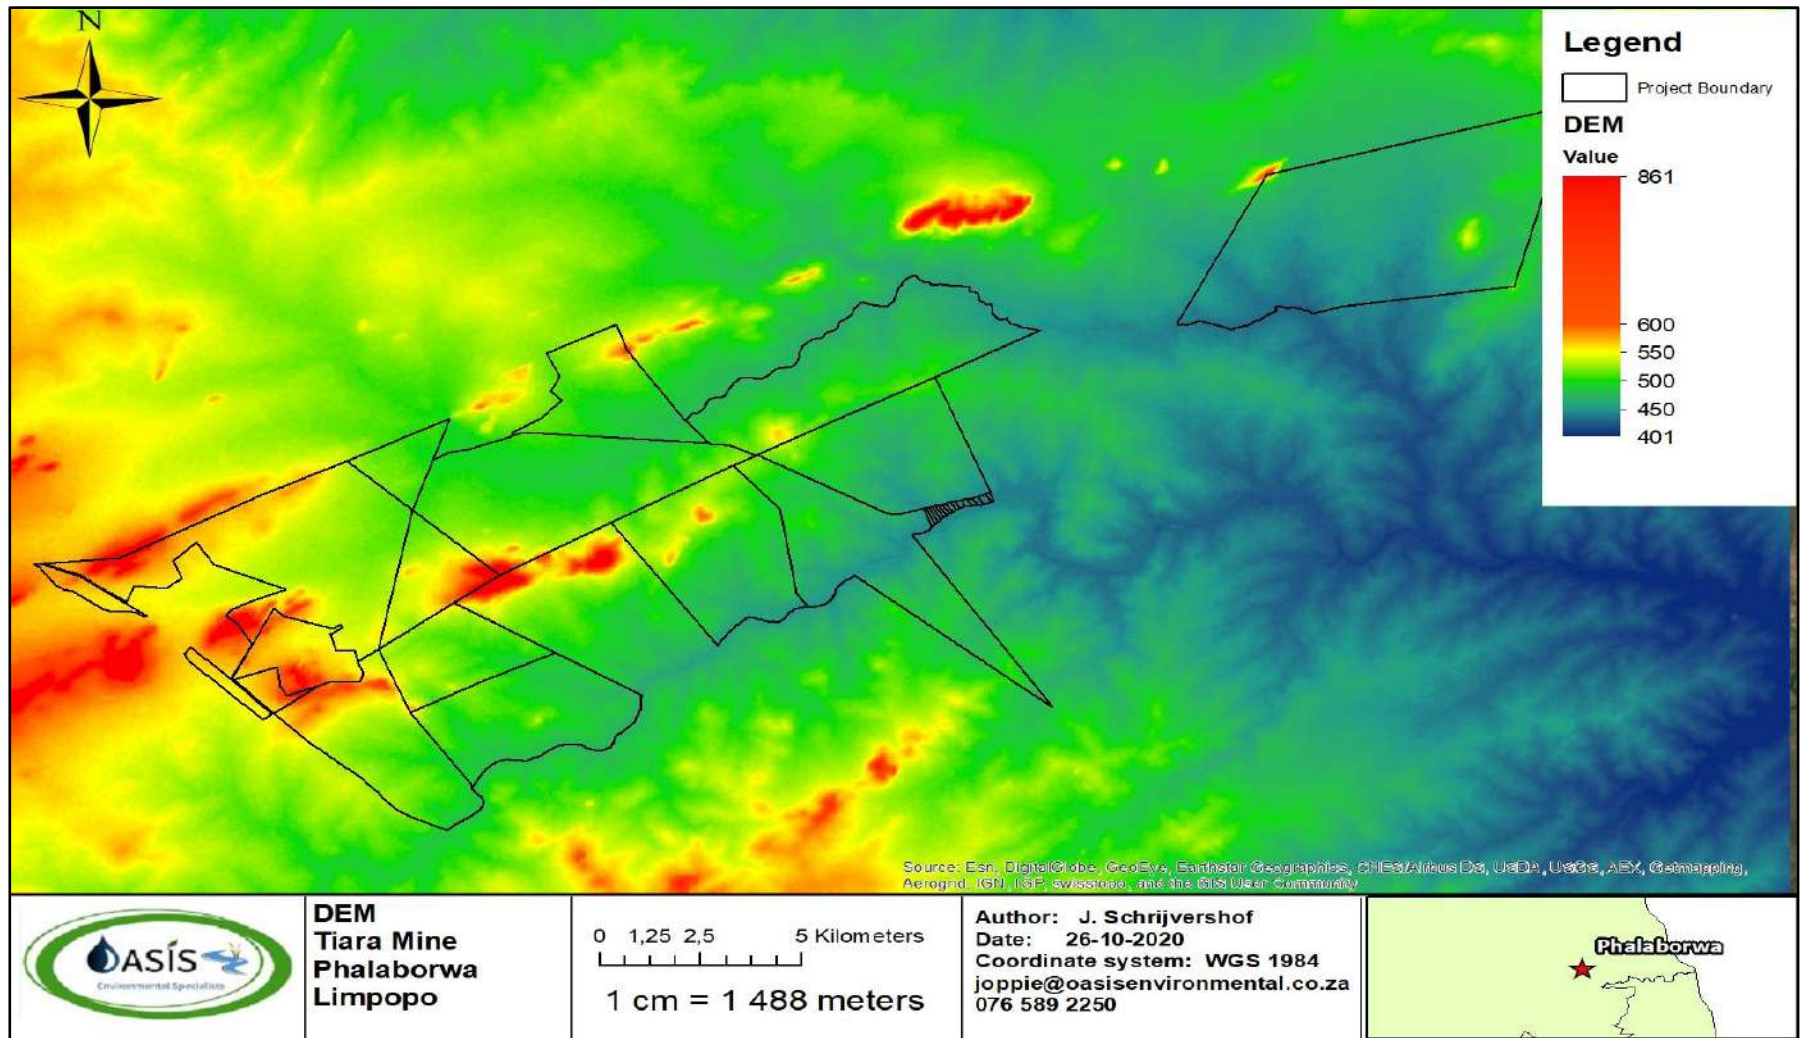 N
Legend
Project Boundary
DEM
Value
861
600
550
500
450
401
Source: Esri, DigitalGlobe, GeoEye, Earthstar Geographics, CNES/Airbus DS, USDA, USGS, AEX, Getmapping,
Aerogrid, IGN, IGP, swisstopo, and the GIS User Community
OASÍS
Environmental Specialists
DEM
Tiara Mine
Phalaborwa
Limpopo
0 1,25 2,5 5 Kilometers
1 cm = 1 488 meters
Author: J. Schrijvershof
Date: 26-10-2020
Coordinate system: WGS 1984
joppie@oasisenvironmental.co.za
076 589 2250
Phalaborwa